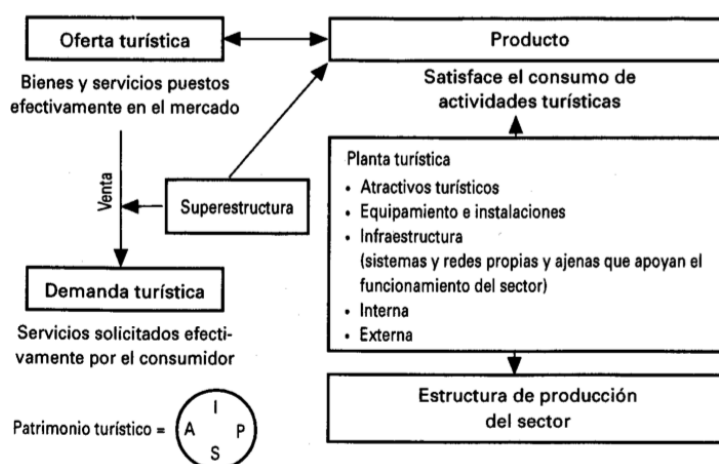 Oferta turística
Bienes y servicios puestos
efectivamente en el mercado
Venta
Superestructura
Demanda turística
Servicios solicitados efecti-
vamente por el consumidor
Patrimonio turístico =
I
A P
S
Producto
Satisface el consumo de
actividades turísticas
Planta turística
• Atractivos turísticos
• Equipamiento e instalaciones
• Infraestructura
(sistemas y redes propias y ajenas que apoyan el
funcionamiento del sector)
• Interna
• Externa
Estructura de producción
del sector